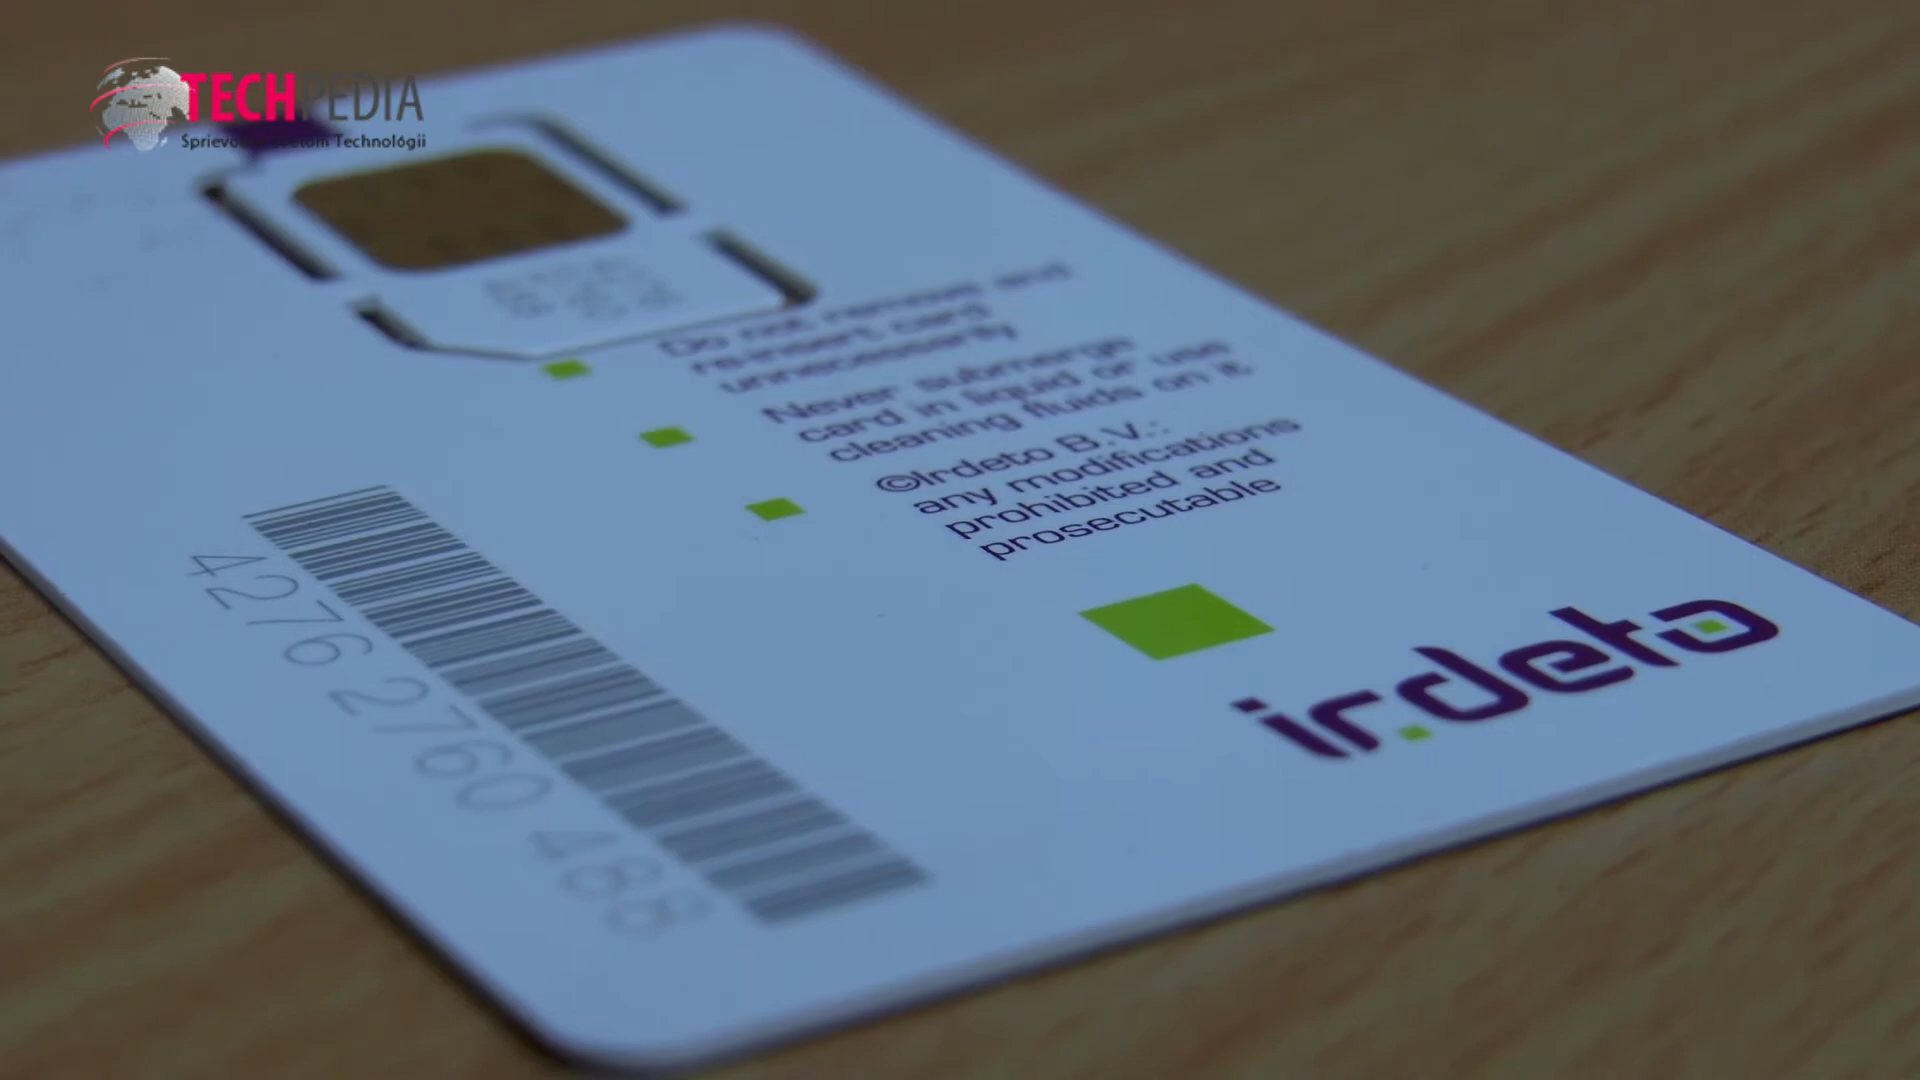 TECHPEDIA
Technológii
Do not remove and
re-insert card
unnecessarily
Never submerge
card in liquid or use
cleaning fluids on it
©Irdeto B.V.:
any modifications
prohibited and
prosecutable
irdeto
4276 2760 488